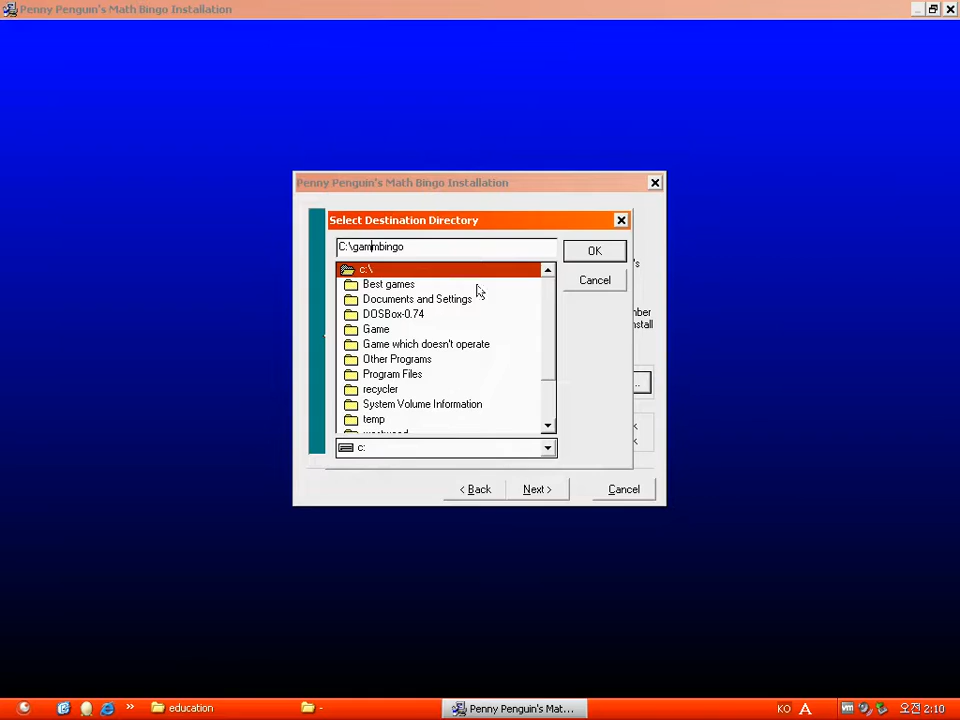 Penny Penguin's Math Bingo Installation
Penny Penguin's Math Bingo Installation
Select Destination Directory
C:\gammbingo
OK
Cancel
c:\
Best games
Documents and Settings
DOSBox-0.74
Game
Game which doesn't operate
Other Programs
Program Files
recycler
System Volume Information
temp
westwood
c:
< Back
Next >
Cancel
education
-
Penny Penguin's Mat...
KO
A
오전 2:10